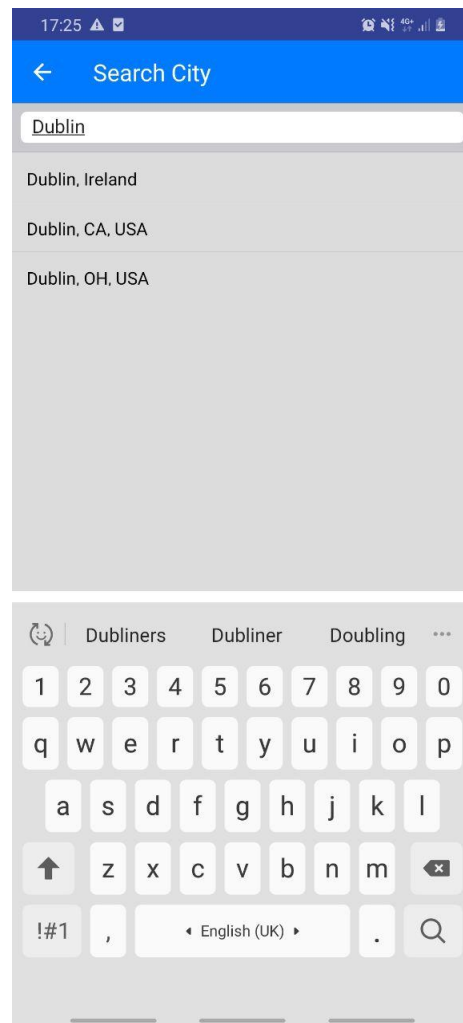 17:25 4G+
Search City
Dublin
Dublin, Ireland
Dublin, CA, USA
Dublin, OH, USA
Dubliners Dubliner Doubling
1 2 3 4 5 6 7 8 9 0
q w e r t y u i o p
a s d f g h j k l
z x c v b n m
!#1 , English (UK) .